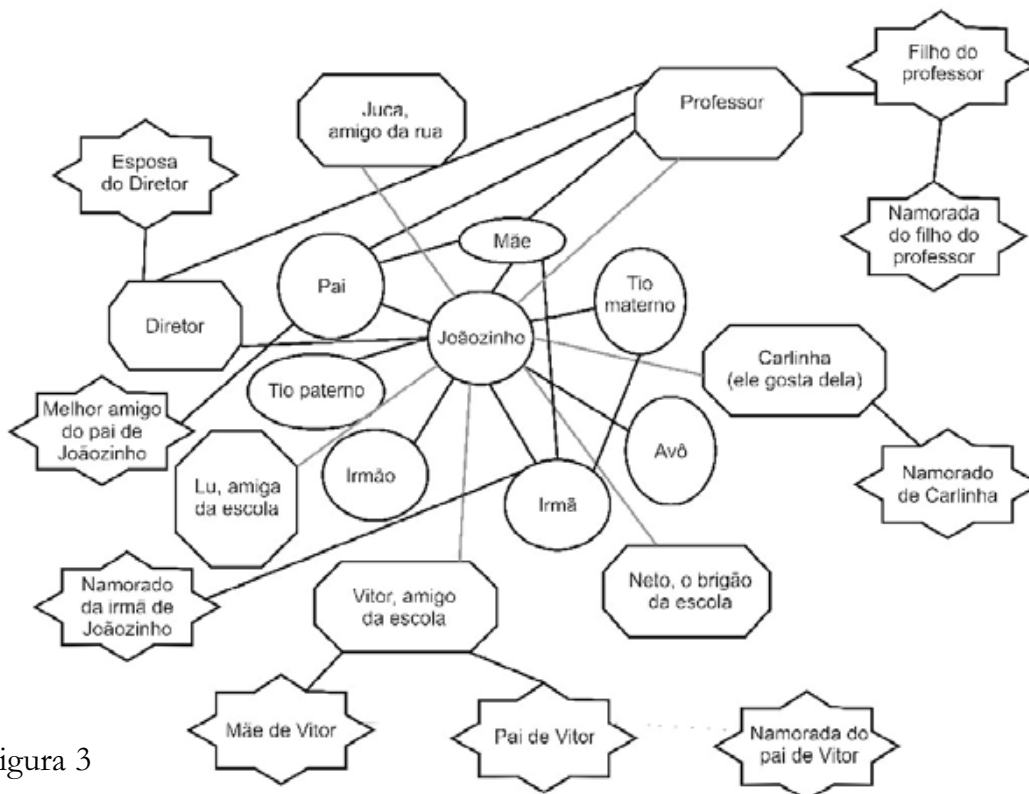 Filho do
professor
Juca,
amigo da rua
Professor
Esposa
do Diretor
Namorada
do filho do
professor
Mãe
Pai
Tio
materno
Diretor
Joãozinho
Carlinha
(ele gosta dela)
Tio paterno
Melhor amigo
do pai de
Joãozinho
Avô
Irmão
Lu, amiga
da escola
Irmã
Namorado
de Carlinha
Namorado
da irmã de
Joãozinho
Vitor, amigo
da escola
Neto, o brigão
da escola
Mãe de Vitor
Pai de Vitor
Namorada do
pai de Vitor
igura 3